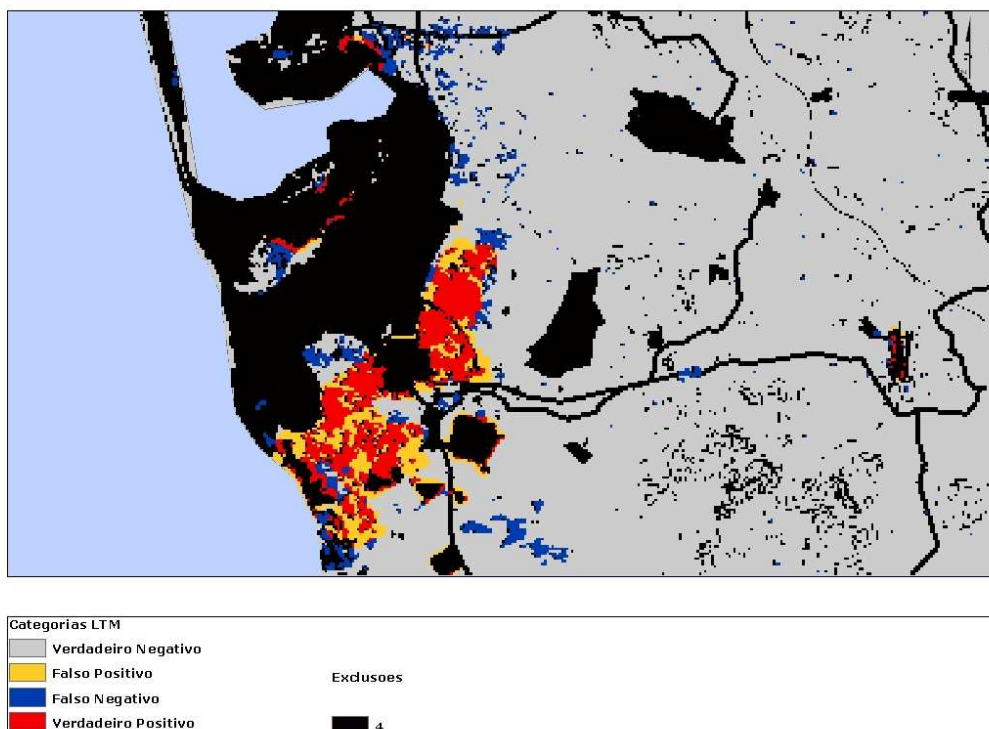 Categorias LTM
Verdadeiro Negativo
Falso Positivo
Falso Negativo
Verdadeiro Positivo
Exclusoes
4